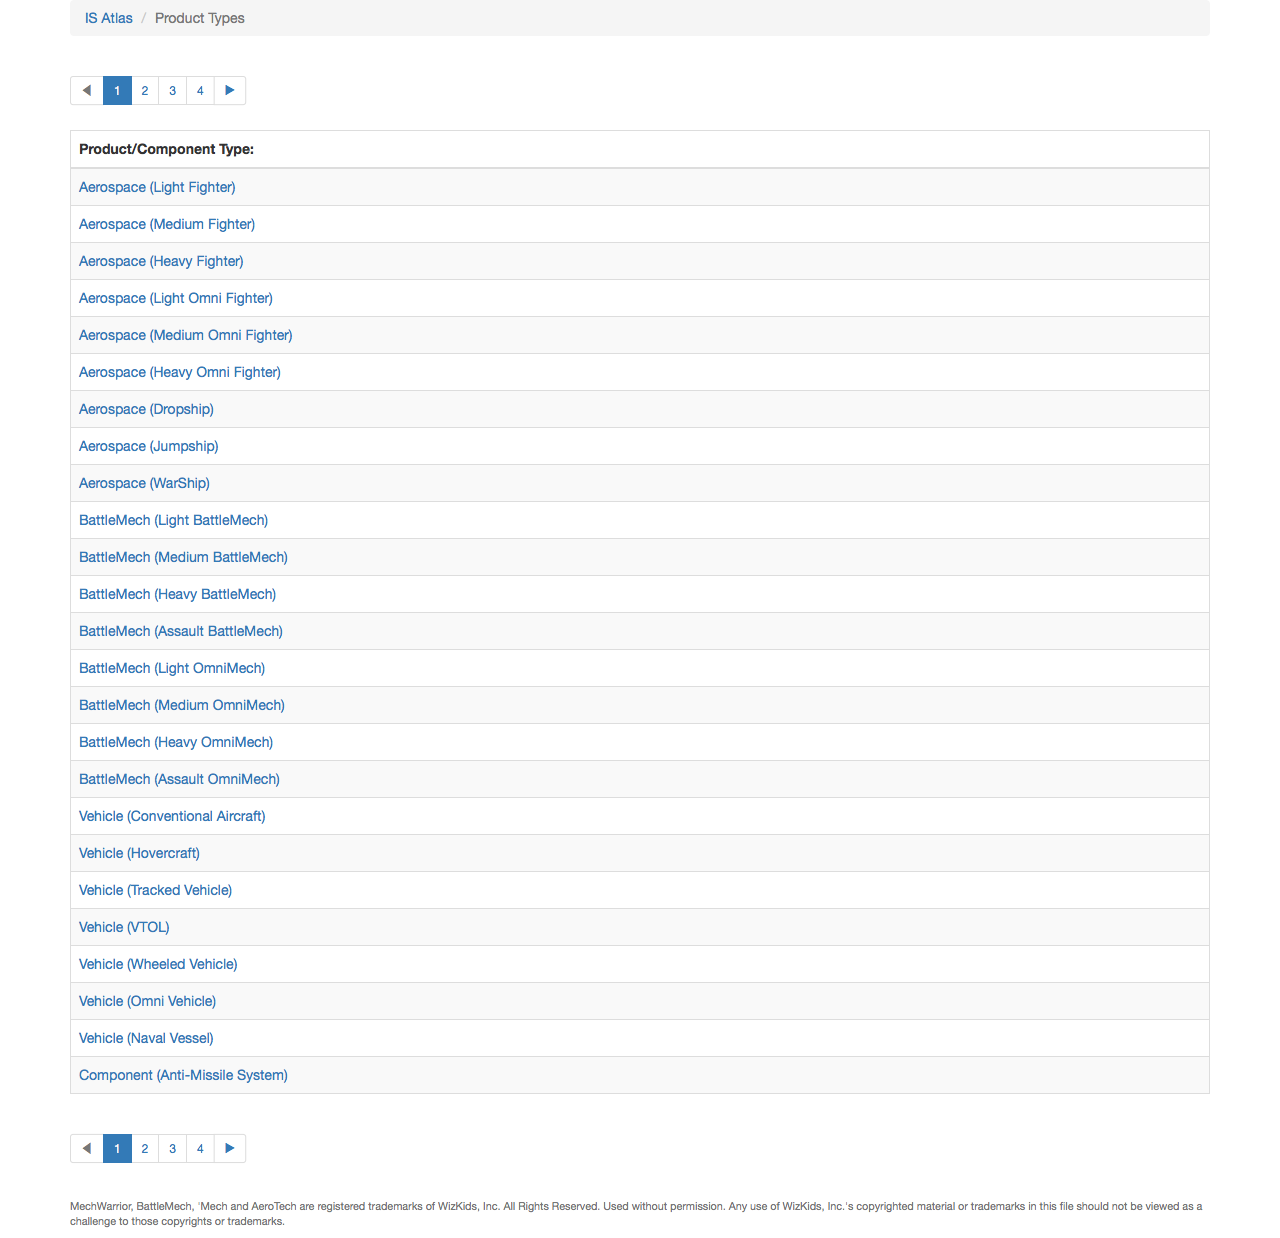 IS Atlas / Product Types
◀ 1 2 3 4 ▶
Product/Component Type:
Aerospace (Light Fighter)
Aerospace (Medium Fighter)
Aerospace (Heavy Fighter)
Aerospace (Light Omni Fighter)
Aerospace (Medium Omni Fighter)
Aerospace (Heavy Omni Fighter)
Aerospace (Dropship)
Aerospace (Jumpship)
Aerospace (WarShip)
BattleMech (Light BattleMech)
BattleMech (Medium BattleMech)
BattleMech (Heavy BattleMech)
BattleMech (Assault BattleMech)
BattleMech (Light OmniMech)
BattleMech (Medium OmniMech)
BattleMech (Heavy OmniMech)
BattleMech (Assault OmniMech)
Vehicle (Conventional Aircraft)
Vehicle (Hovercraft)
Vehicle (Tracked Vehicle)
Vehicle (VTOL)
Vehicle (Wheeled Vehicle)
Vehicle (Omni Vehicle)
Vehicle (Naval Vessel)
Component (Anti-Missile System)
◀ 1 2 3 4 ▶
MechWarrior, BattleMech, 'Mech and AeroTech are registered trademarks of WizKids, Inc. All Rights Reserved. Used without permission. Any use of WizKids, Inc.'s copyrighted material or trademarks in this file should not be viewed as a
challenge to those copyrights or trademarks.